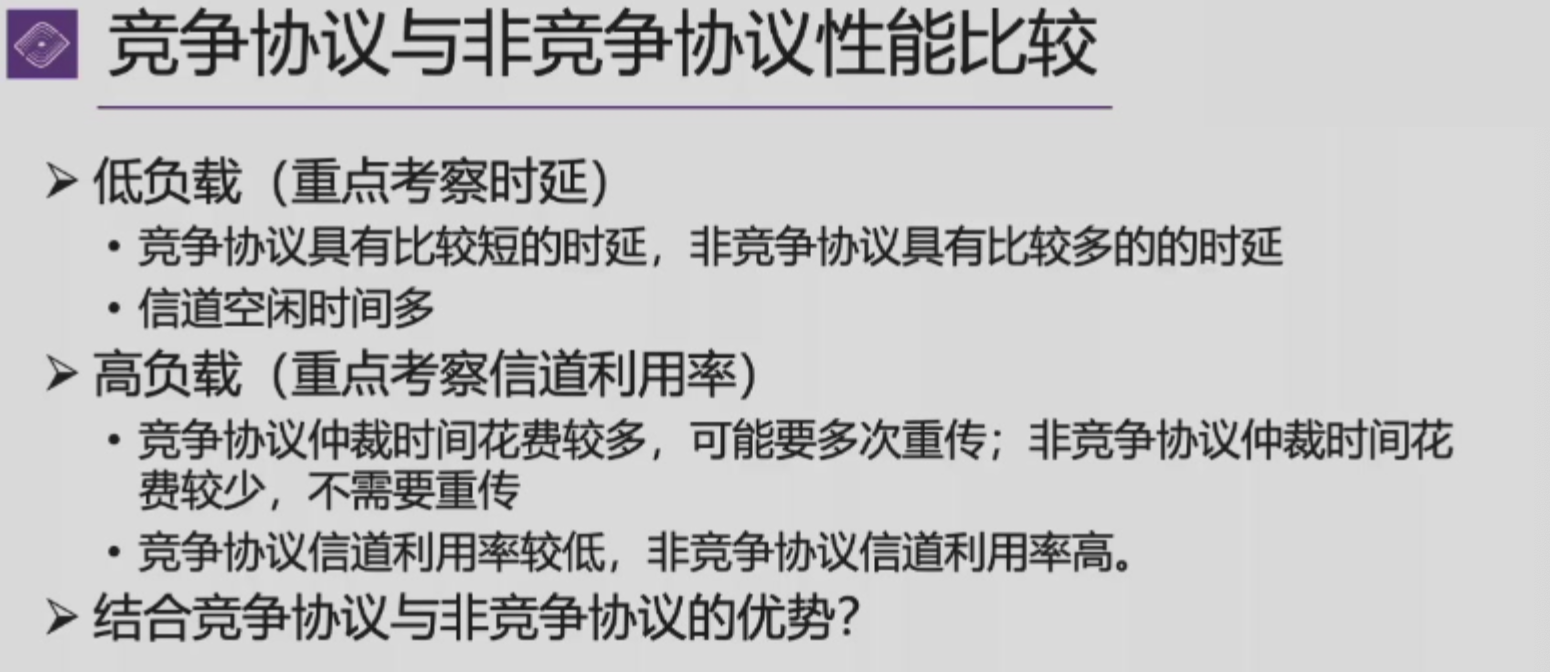 竞争协议与非竞争协议性能比较
➢ 低负载（重点考察时延）
• 竞争协议具有比较短的时延，非竞争协议具有比较多的的时延
• 信道空闲时间多
➢ 高负载（重点考察信道利用率）
• 竞争协议仲裁时间花费较多，可能要多次重传；非竞争协议仲裁时间花
费较少，不需要重传
• 竞争协议信道利用率较低，非竞争协议信道利用率高。
➢ 结合竞争协议与非竞争协议的优势？